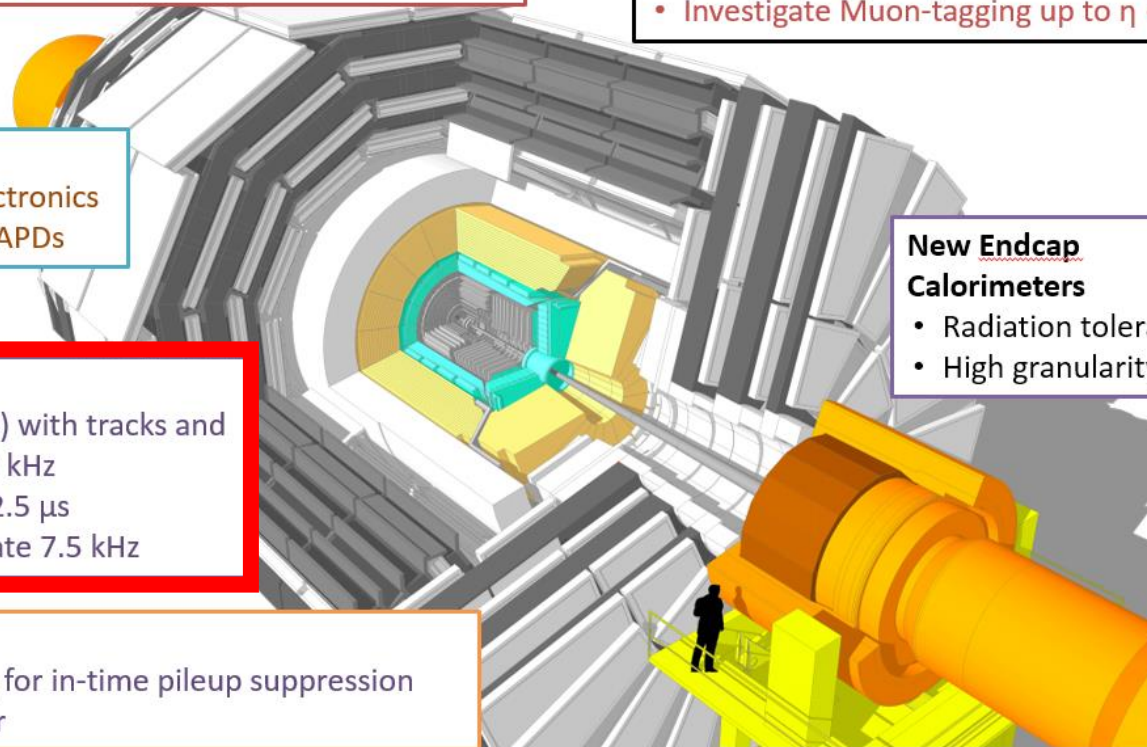 • Investigate Muon-tagging up to η
ctronics
APDs
New Endcap
Calorimeters
• Radiation toler
• High granularity
) with tracks and
kHz
2.5 µs
ate 7.5 kHz
for in-time pileup suppression
r